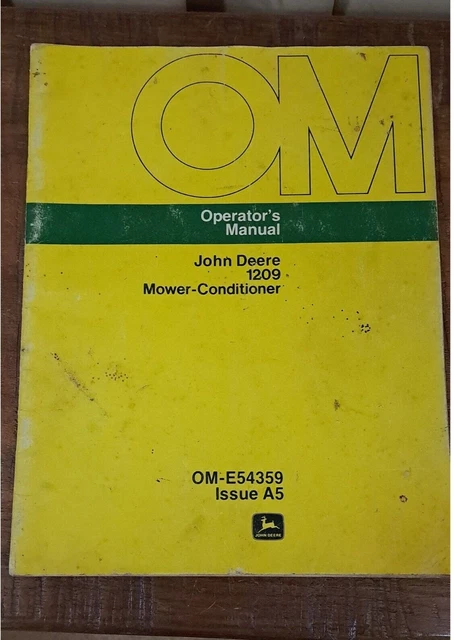 OM
Operator's
Manual
John Deere
1209
Mower-Conditioner
OM-E54359
Issue A5
JOHN DEERE